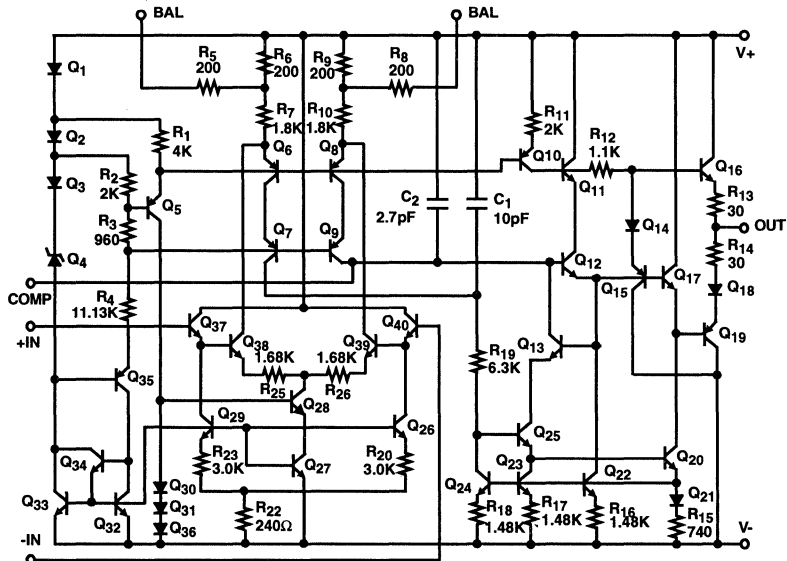 BAL
BAL
V+
Q1
R5
200
R6
200
R9
200
R8
200
Q2
R1
4K
R7
1.8K
R10
1.8K
R11
2K
Q3
R2
2K
Q6
Q8
Q10
R12
1.1K
Q16
Q5
Q11
R13
30
R3
960
C2
2.7pF
C1
10pF
Q14
OUT
Q4
Q7
Q9
Q12
R14
30
COMP
Q15
Q17
Q18
R4
11.13K
+IN
Q37
Q40
Q38
Q39
Q13
Q19
1.68K
1.68K
R19
6.3K
R25
R26
Q35
Q28
Q29
Q26
Q25
Q34
R23
3.0K
Q27
R20
3.0K
Q20
Q24
Q23
Q22
Q33
Q32
Q30
Q31
Q36
R22
240Ω
R18
1.48K
R17
1.48K
R16
1.48K
Q21
R15
740
-IN
V-